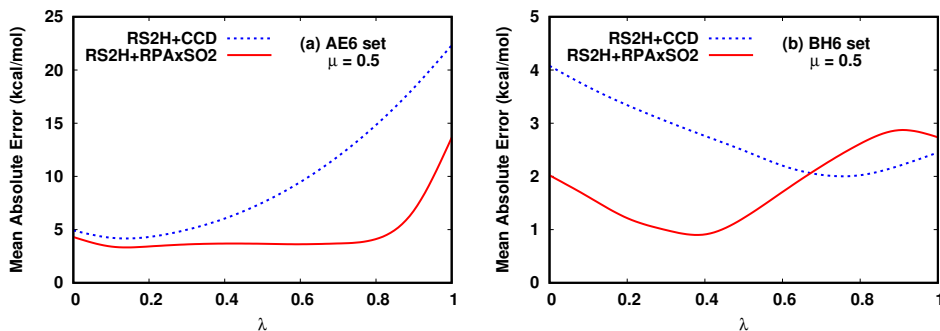 25
20
15
10
5
0
Mean Absolute Error (kcal/mol)
RS2H+CCD
RS2H+RPAxSO2
(a) AE6 set
μ = 0.5
0 0.2 0.4 0.6 0.8 1
λ
5
4
3
2
1
0
Mean Absolute Error (kcal/mol)
RS2H+CCD
RS2H+RPAxSO2
(b) BH6 set
μ = 0.5
0 0.2 0.4 0.6 0.8 1
λ